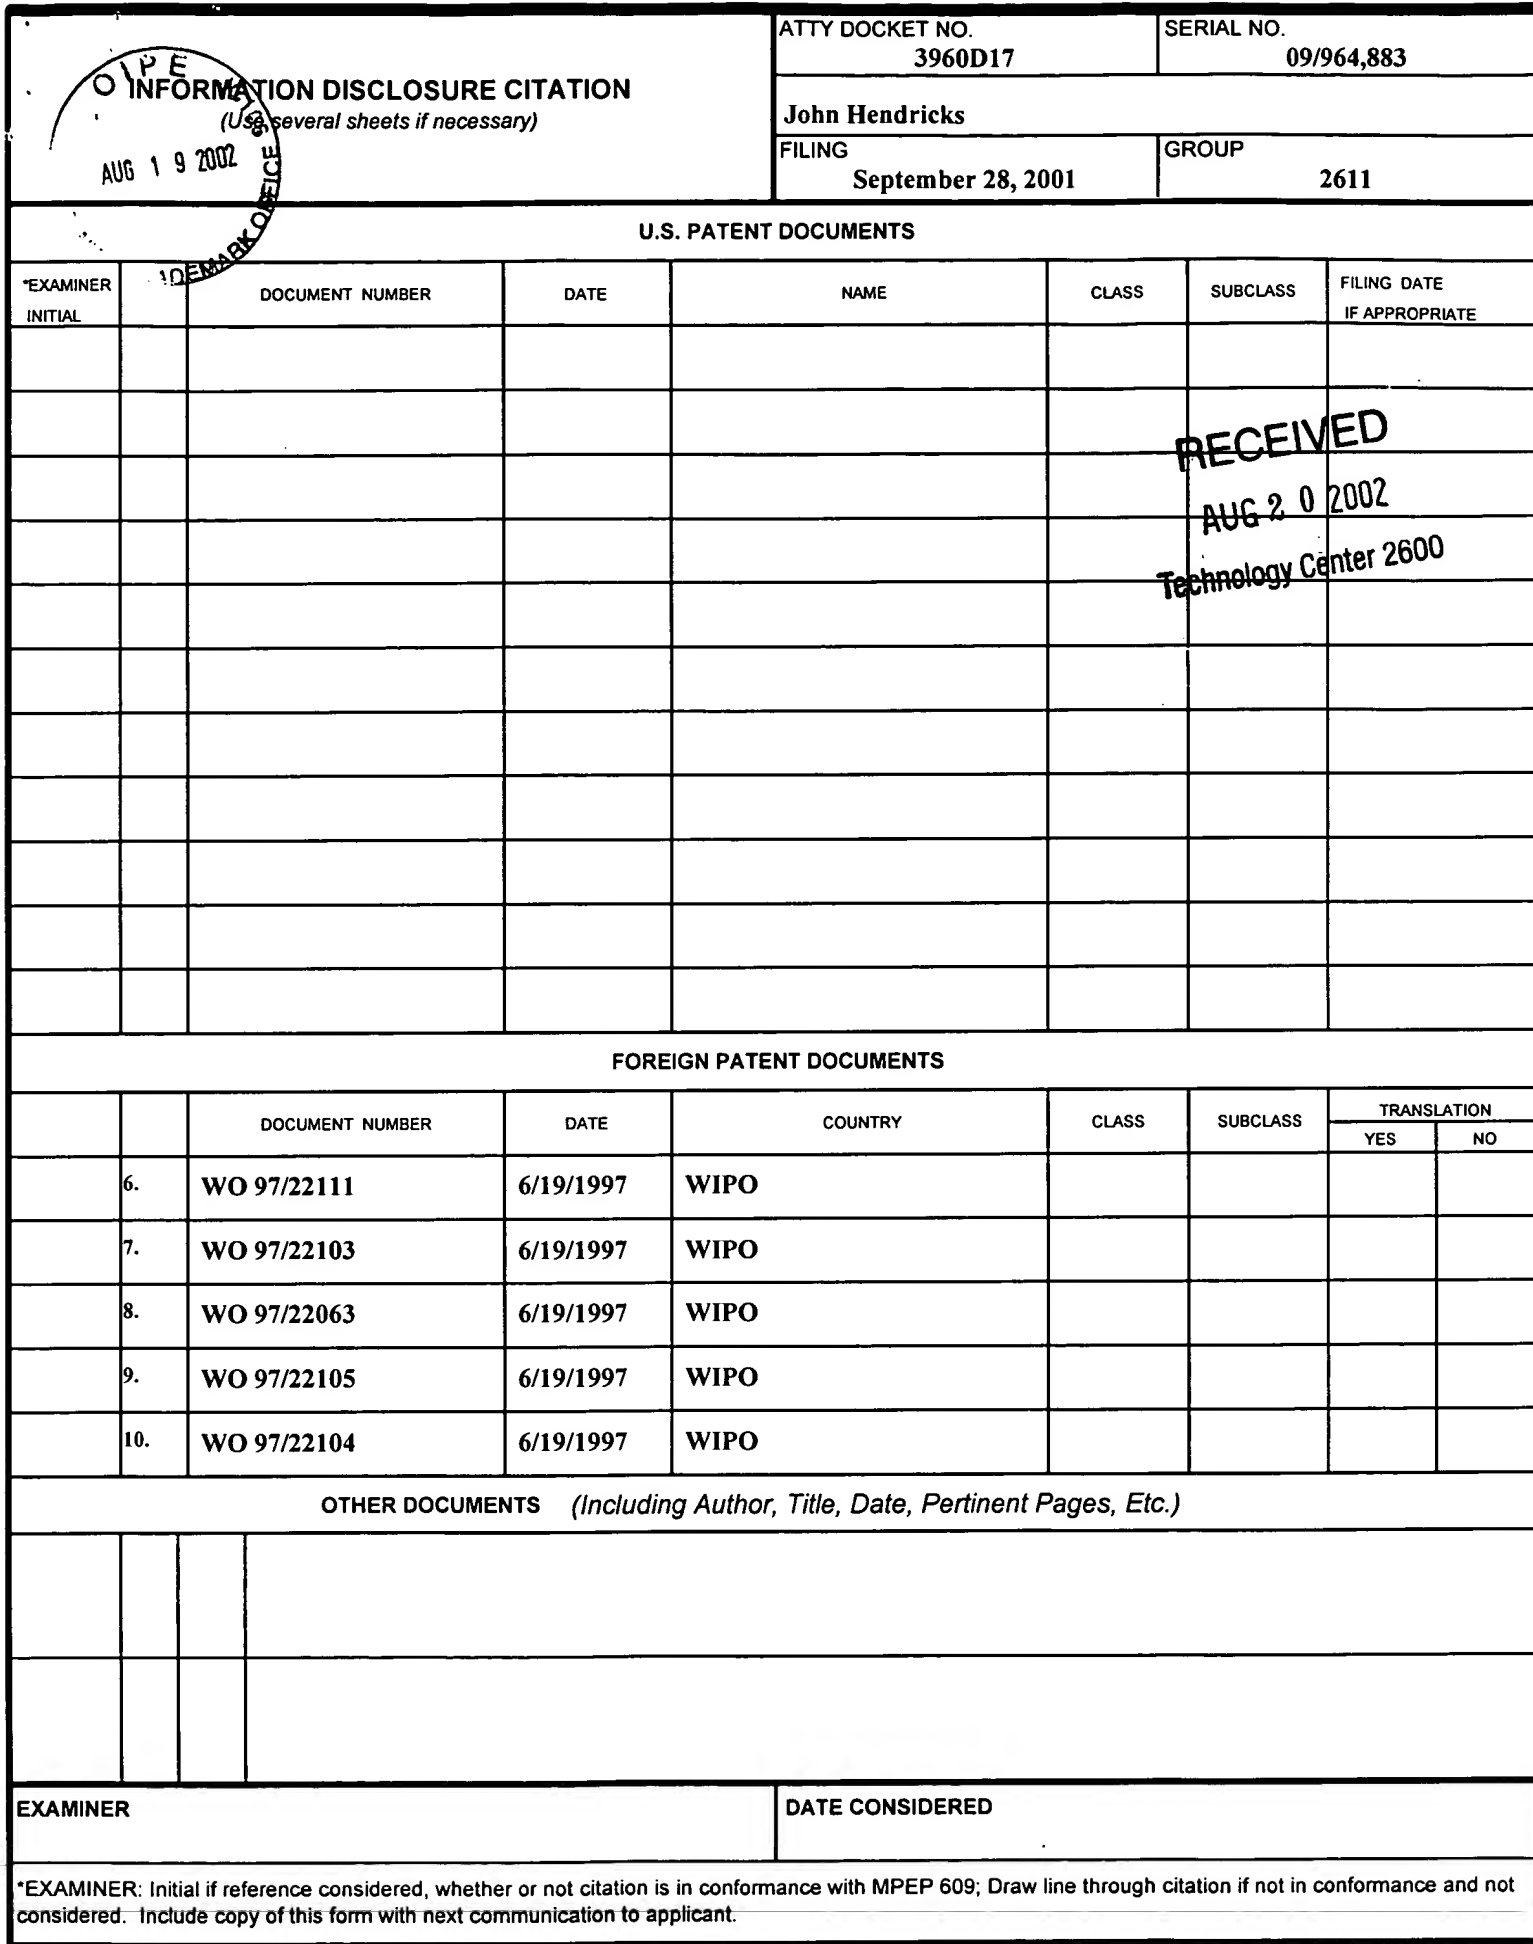 ATTY DOCKET NO.
3960D17
SERIAL NO.
09/964,883
INFORMATION DISCLOSURE CITATION
(Use several sheets if necessary)
John Hendricks
FILING
September 28, 2001
GROUP
2611
OIPE
AUG 19 2002
OFFICE
U.S. PATENT DOCUMENTS
*EXAMINER
INITIAL
DOCUMENT NUMBER
DATE
NAME
CLASS
SUBCLASS
FILING DATE
IF APPROPRIATE
RECEIVED
AUG 20 2002
Technology Center 2600
FOREIGN PATENT DOCUMENTS
DOCUMENT NUMBER
DATE
COUNTRY
CLASS
SUBCLASS
TRANSLATION
YES
NO
6. WO 97/22111 6/19/1997 WIPO
7. WO 97/22103 6/19/1997 WIPO
8. WO 97/22063 6/19/1997 WIPO
9. WO 97/22105 6/19/1997 WIPO
10. WO 97/22104 6/19/1997 WIPO
OTHER DOCUMENTS (Including Author, Title, Date, Pertinent Pages, Etc.)
EXAMINER
DATE CONSIDERED
*EXAMINER: Initial if reference considered, whether or not citation is in conformance with MPEP 609; Draw line through citation if not in conformance and not
considered. Include copy of this form with next communication to applicant.